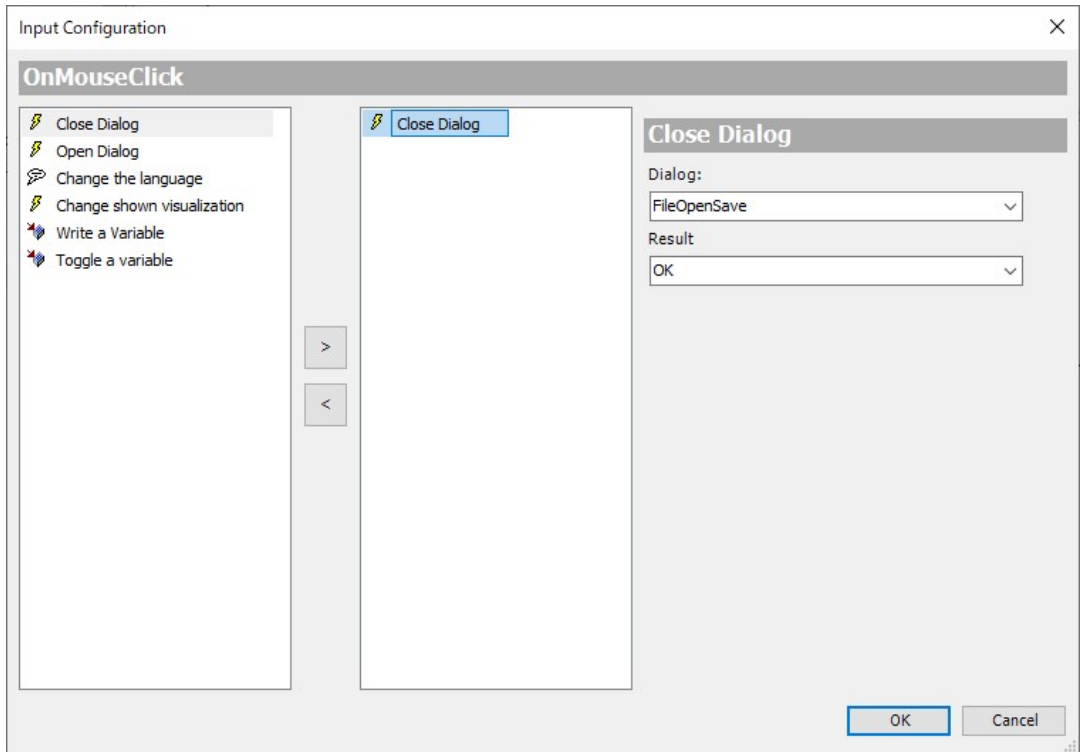 Input Configuration
OnMouseClick
Close Dialog
Open Dialog
Change the language
Change shown visualization
Write a Variable
Toggle a variable
>
<
Close Dialog
Close Dialog
Dialog:
FileOpenSave
Result
OK
OK
Cancel